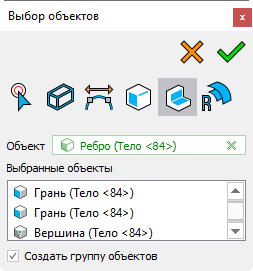 Выбор объектов
x
R
Объект Ребро (Тело <84>)
Выбранные объекты
Грань (Тело <84>)
Грань (Тело <84>)
Вершина (Тело <84>)
Создать группу объектов